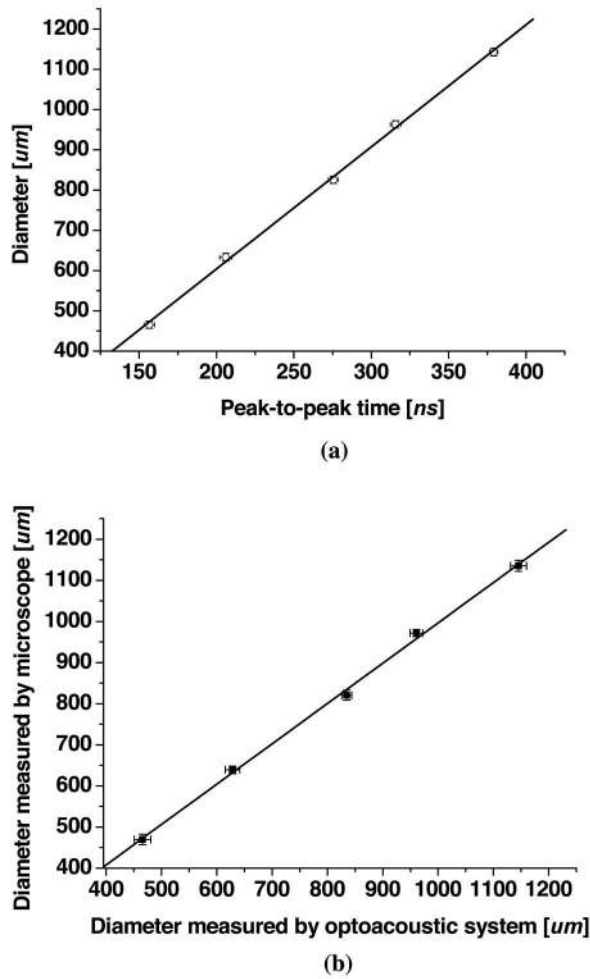 1200
1100
1000
900
800
700
600
500
400
Diameter [um]
150 200 250 300 350 400
Peak-to-peak time [ns]
(a)
1200
1100
1000
900
800
700
600
500
400
Diameter measured by microscope [um]
400 500 600 700 800 900 1000 1100 1200
Diameter measured by optoacoustic system [um]
(b)